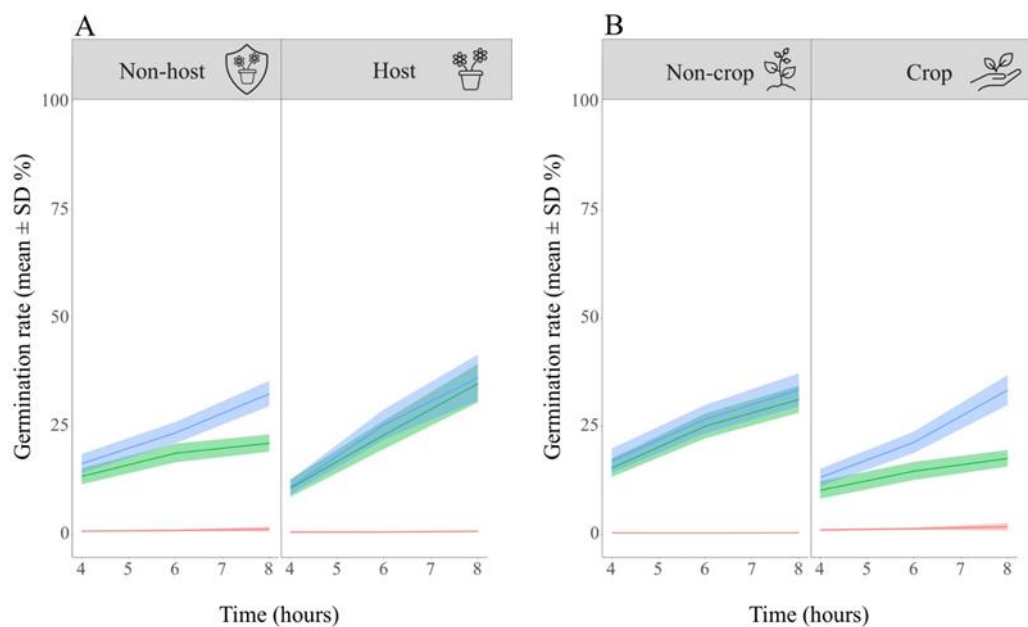 A
B
Non-host
Host
Non-crop
Crop
Germination rate (mean ± SD %)
100
75
50
25
0
4 5 6 7 8
4 5 6 7 8
Time (hours)
Germination rate (mean ± SD %)
100
75
50
25
0
4 5 6 7 8
4 5 6 7 8
Time (hours)